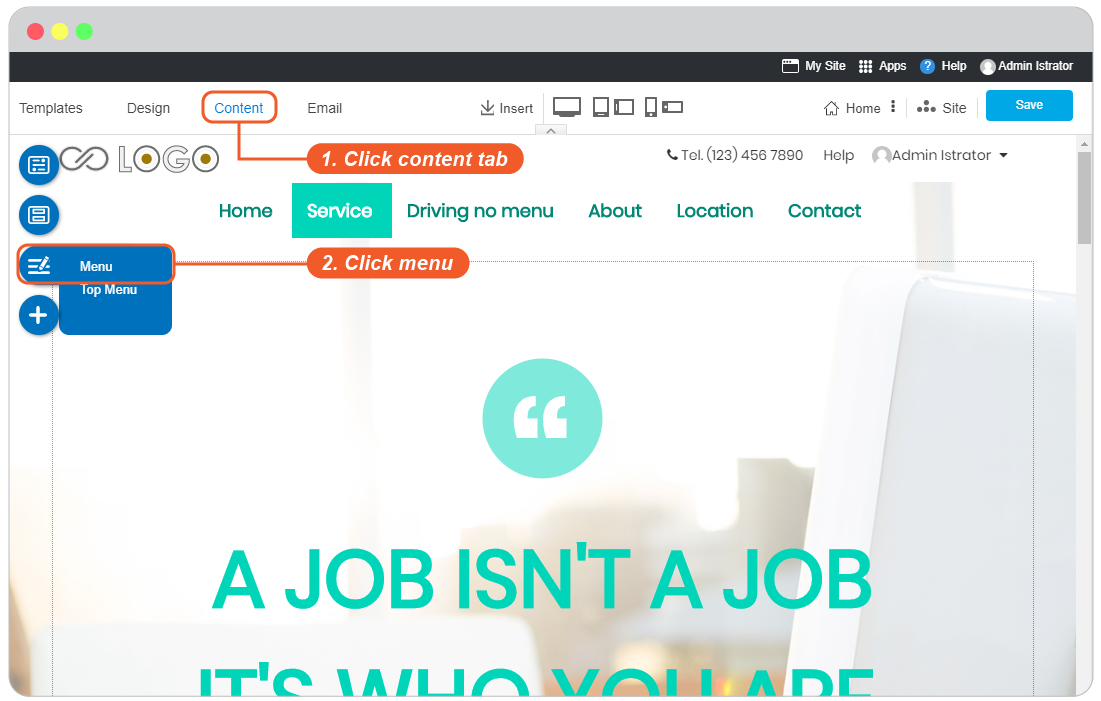 My Site Apps ? Help Admin Istrator
Templates Design Content Email Insert Home Site Save
LOGO 1. Click content tab Tel. (123) 456 7890 Help Admin Istrator
Home Service Driving no menu About Location Contact
Menu 2. Click menu
Top Menu
“
A JOB ISN'T A JOB
IT'S WHO YOU ARE